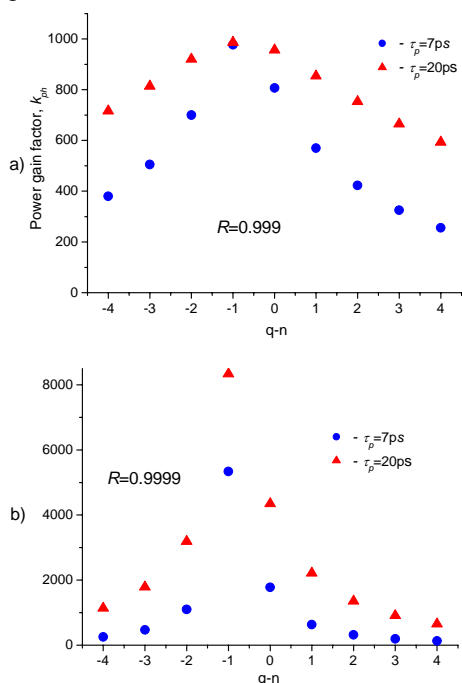 a)
Power gain factor, k_ph
1000
800
600
400
200
0
- τ_p=7ps
- τ_p=20ps
R=0.999
-4 -3 -2 -1 0 1 2 3 4
q-n
b)
8000
6000
4000
2000
0
- τ_p=7ps
- τ_p=20ps
R=0.9999
-4 -3 -2 -1 0 1 2 3 4
q-n